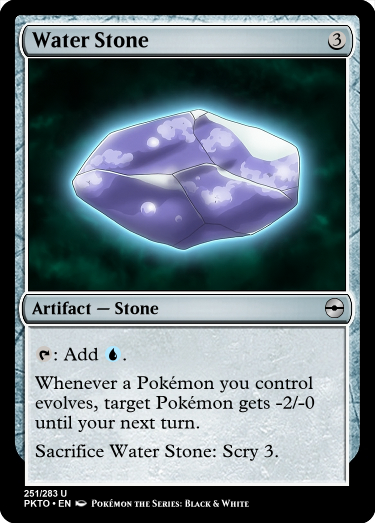 Water Stone 3
Artifact — Stone
: Add .
Whenever a Pokémon you control
evolves, target Pokémon gets -2/-0
until your next turn.
Sacrifice Water Stone: Scry 3.
251/283 U
PKTO • EN Pokémon the Series: Black & White